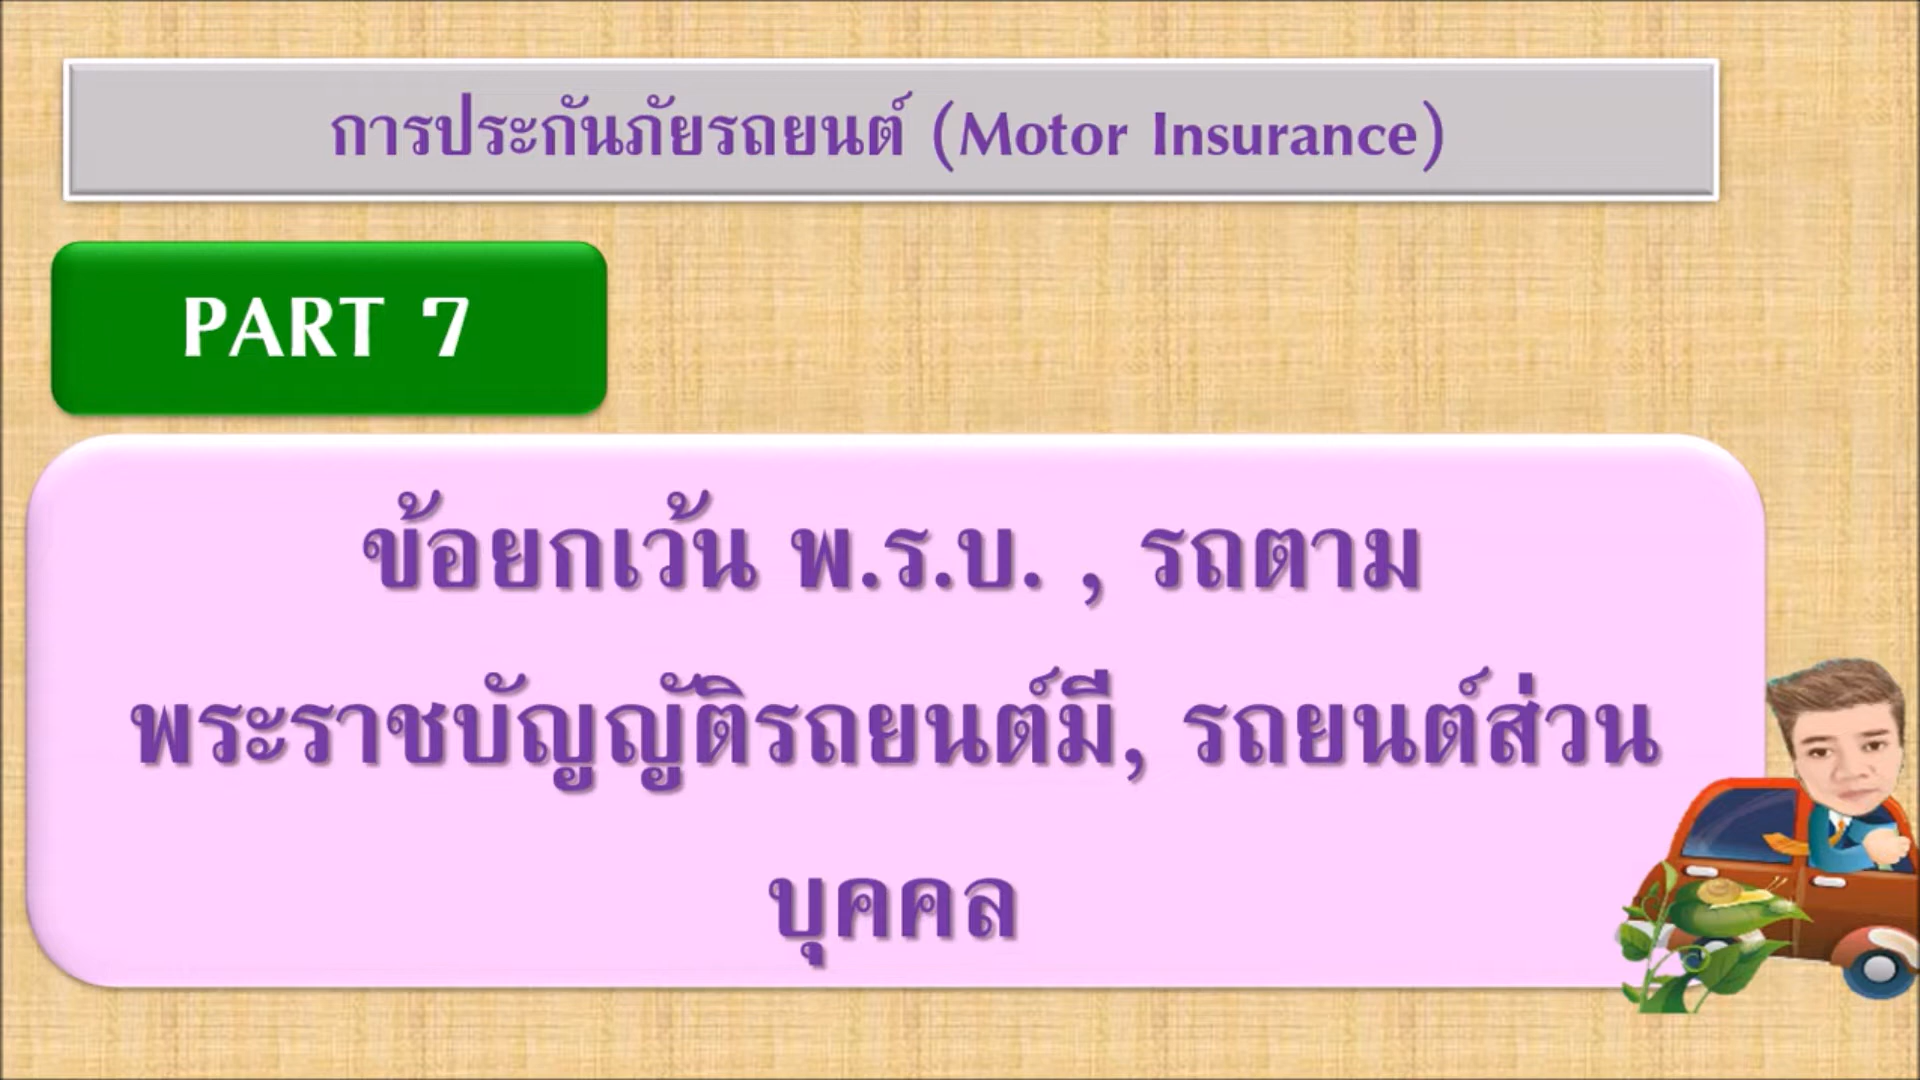 การประกันภัยรถยนต์ (Motor Insurance)
PART 7
ข้อยกเว้น พ.ร.บ. , รถตาม
พระราชบัญญัติรถยนต์มี, รถยนต์ส่วน
บุคคล